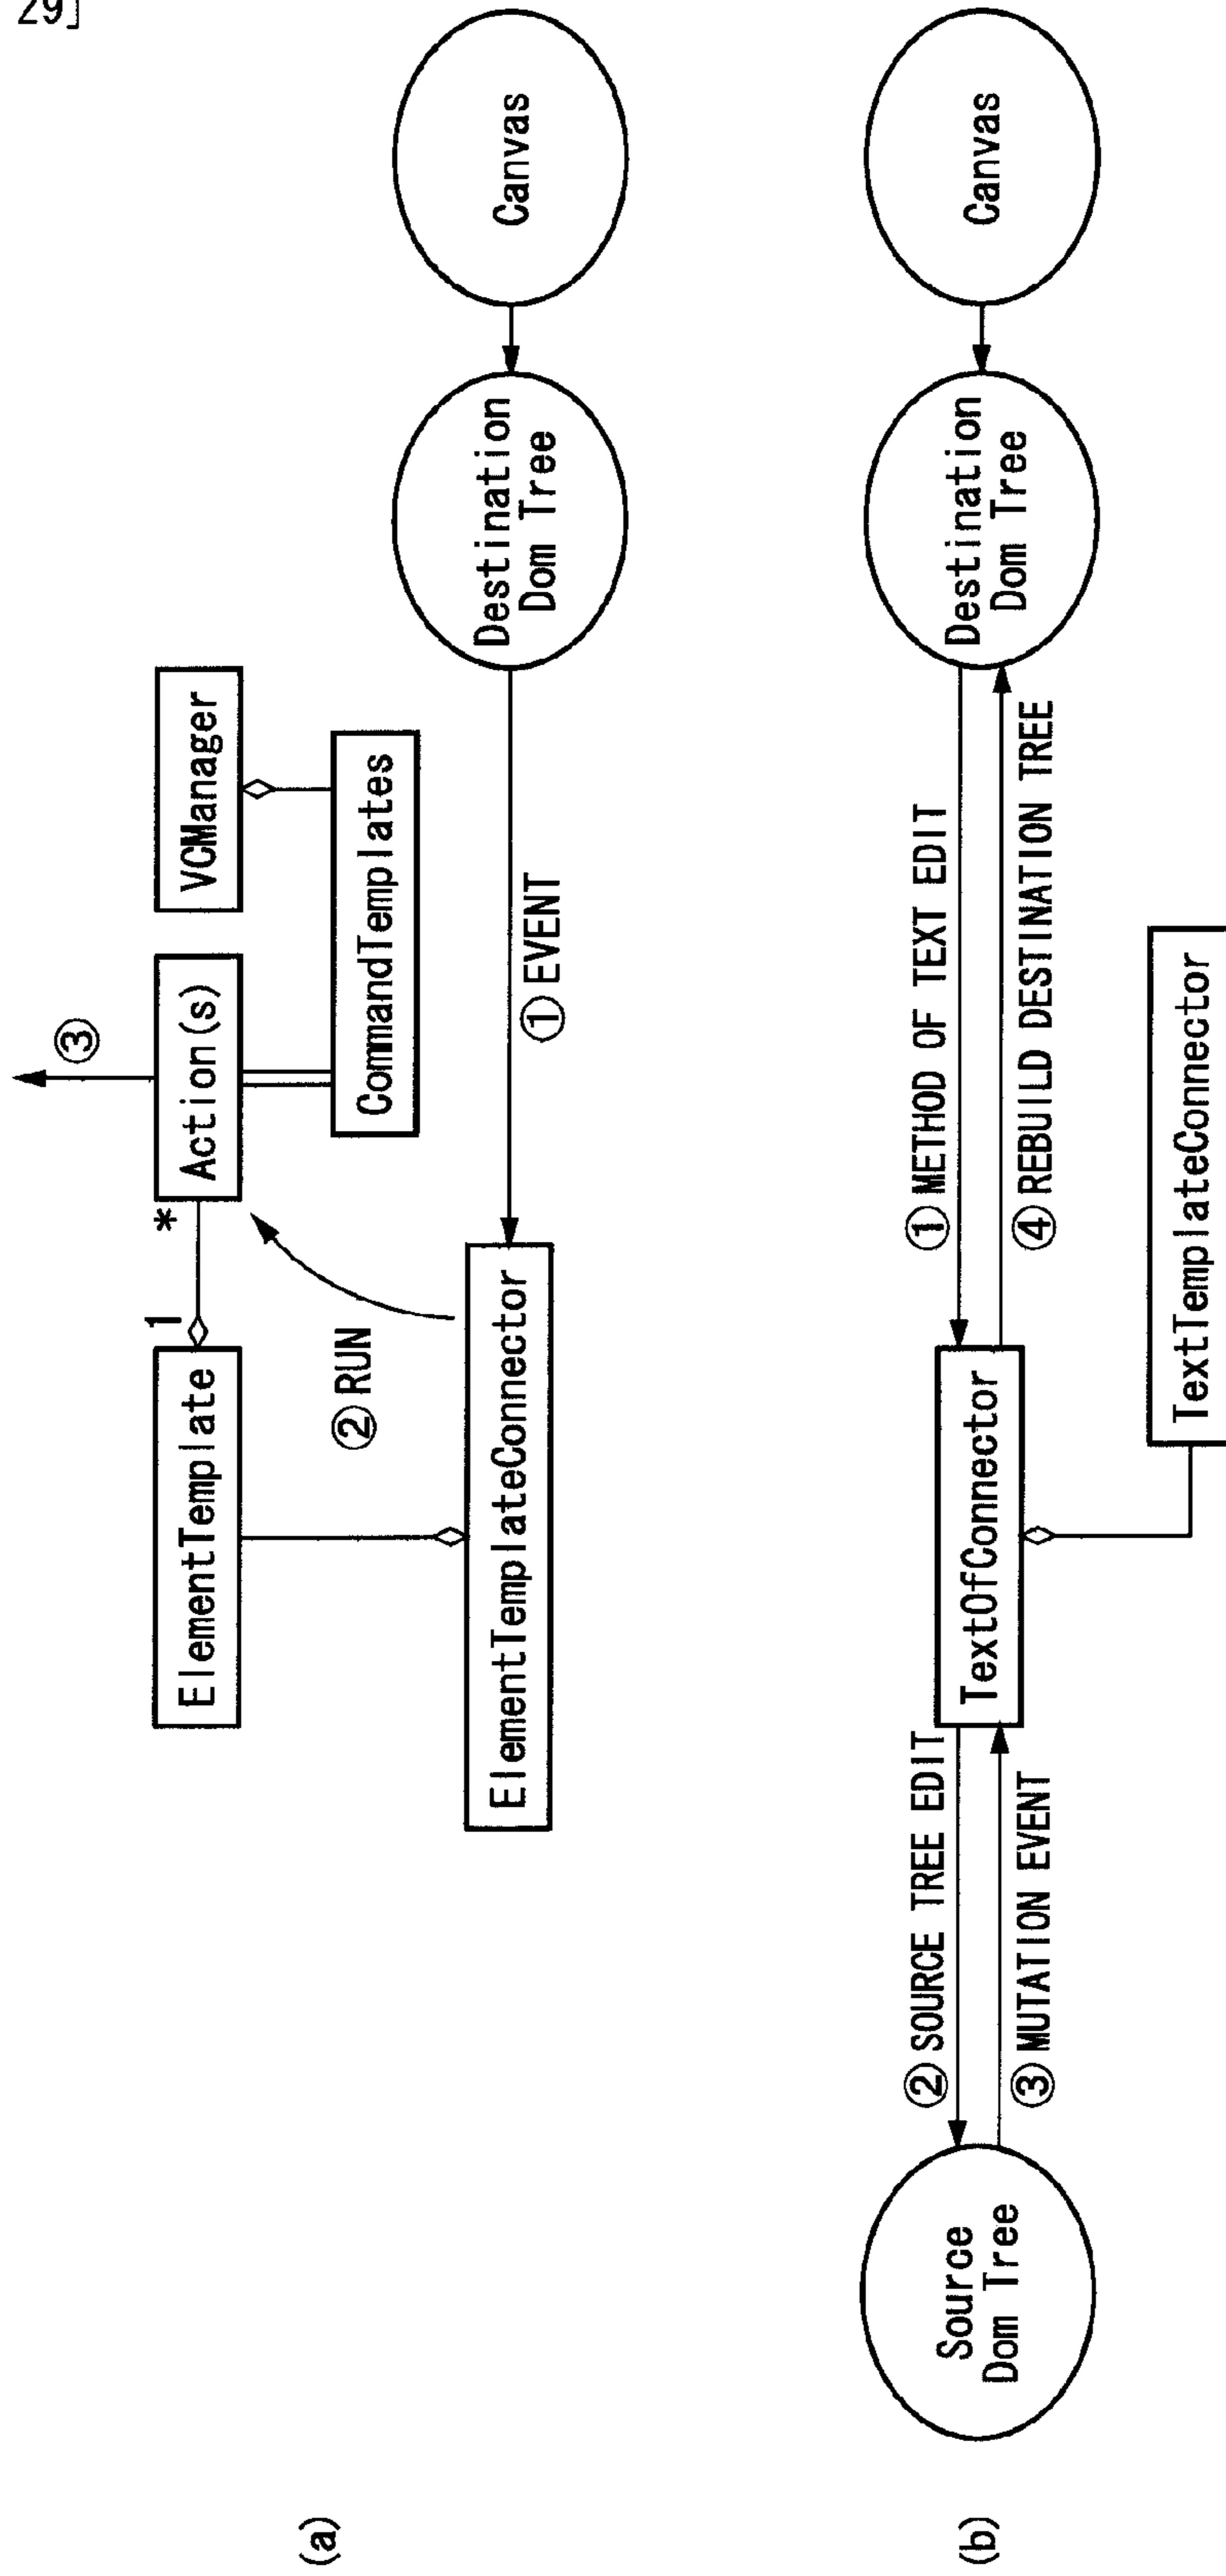 29]
(a)
③
ElementTemplate
1
*
Action(s)
VCManager
② RUN
CommandTemplates
ElementTemplateConnector
① EVENT
Destination
Dom Tree
Canvas
(b)
Source
Dom Tree
② SOURCE TREE EDIT
③ MUTATION EVENT
TextOfConnector
① METHOD OF TEXT EDIT
④ REBUILD DESTINATION TREE
Destination
Dom Tree
Canvas
TextTemplateConnector